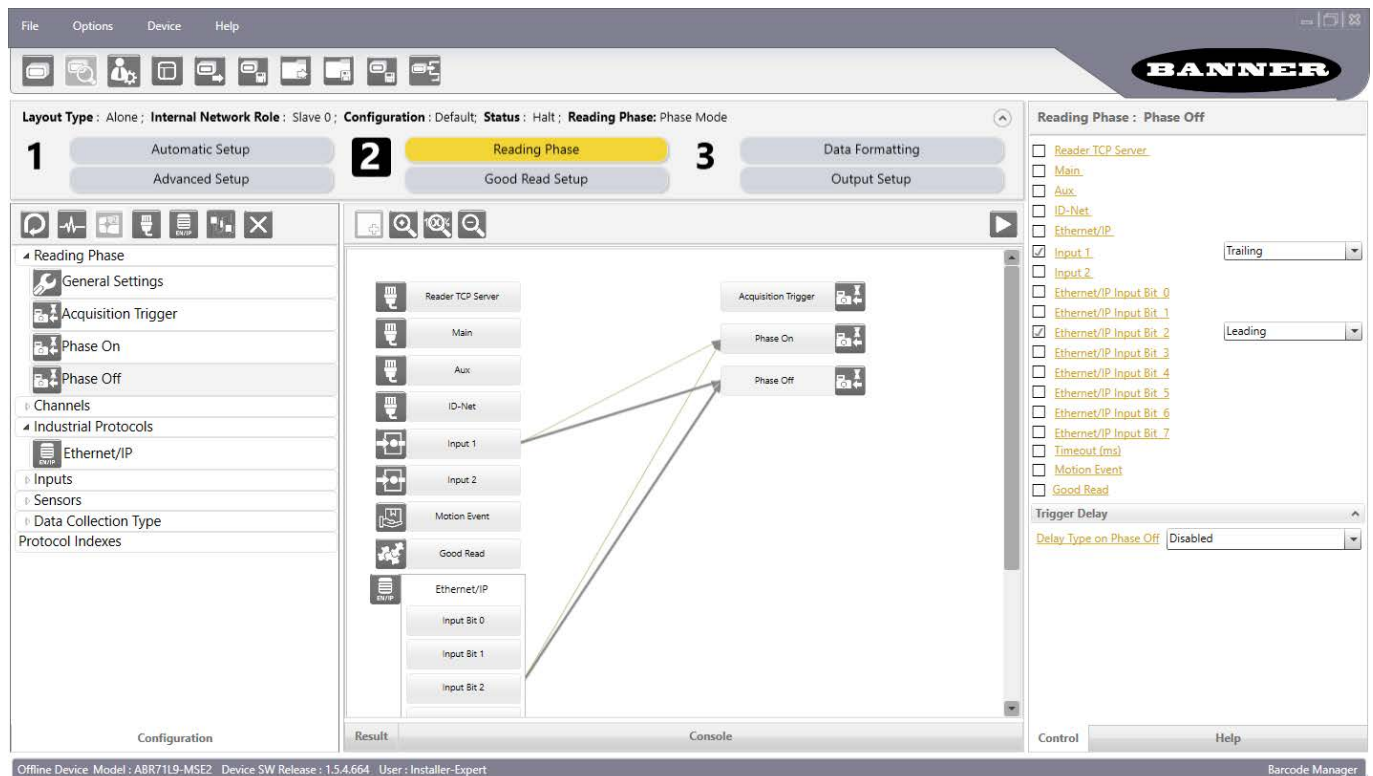 File Options Device Help
BANNER
Layout Type : Alone ; Internal Network Role : Slave 0 ; Configuration : Default; Status : Halt ; Reading Phase: Phase Mode
1 Automatic Setup
Advanced Setup
2 Reading Phase
Good Read Setup
3 Data Formatting
Output Setup
EN/IP
Reading Phase
General Settings
Acquisition Trigger
Phase On
Phase Off
Channels
Industrial Protocols
EN/IP Ethernet/IP
Inputs
Sensors
Data Collection Type
Protocol Indexes
Configuration
100%
Reader TCP Server
Main
Aux
ID-Net
Input 1
Input 2
Motion Event
Good Read
EN/IP Ethernet/IP
Input Bit 0
Input Bit 1
Input Bit 2
Acquisition Trigger
Phase On
Phase Off
Result Console
Reading Phase : Phase Off
Reader TCP Server
Main
Aux
ID-Net
Ethernet/IP
Input 1 Trailing
Input 2
Ethernet/IP Input Bit 0
Ethernet/IP Input Bit 1
Ethernet/IP Input Bit 2 Leading
Ethernet/IP Input Bit 3
Ethernet/IP Input Bit 4
Ethernet/IP Input Bit 5
Ethernet/IP Input Bit 6
Ethernet/IP Input Bit 7
Timeout (ms)
Motion Event
Good Read
Trigger Delay
Delay Type on Phase Off Disabled
Control Help
Offline Device Model : ABR71L9-MSE2 Device SW Release : 1.5.4.664 User : Installer-Expert
Barcode Manager